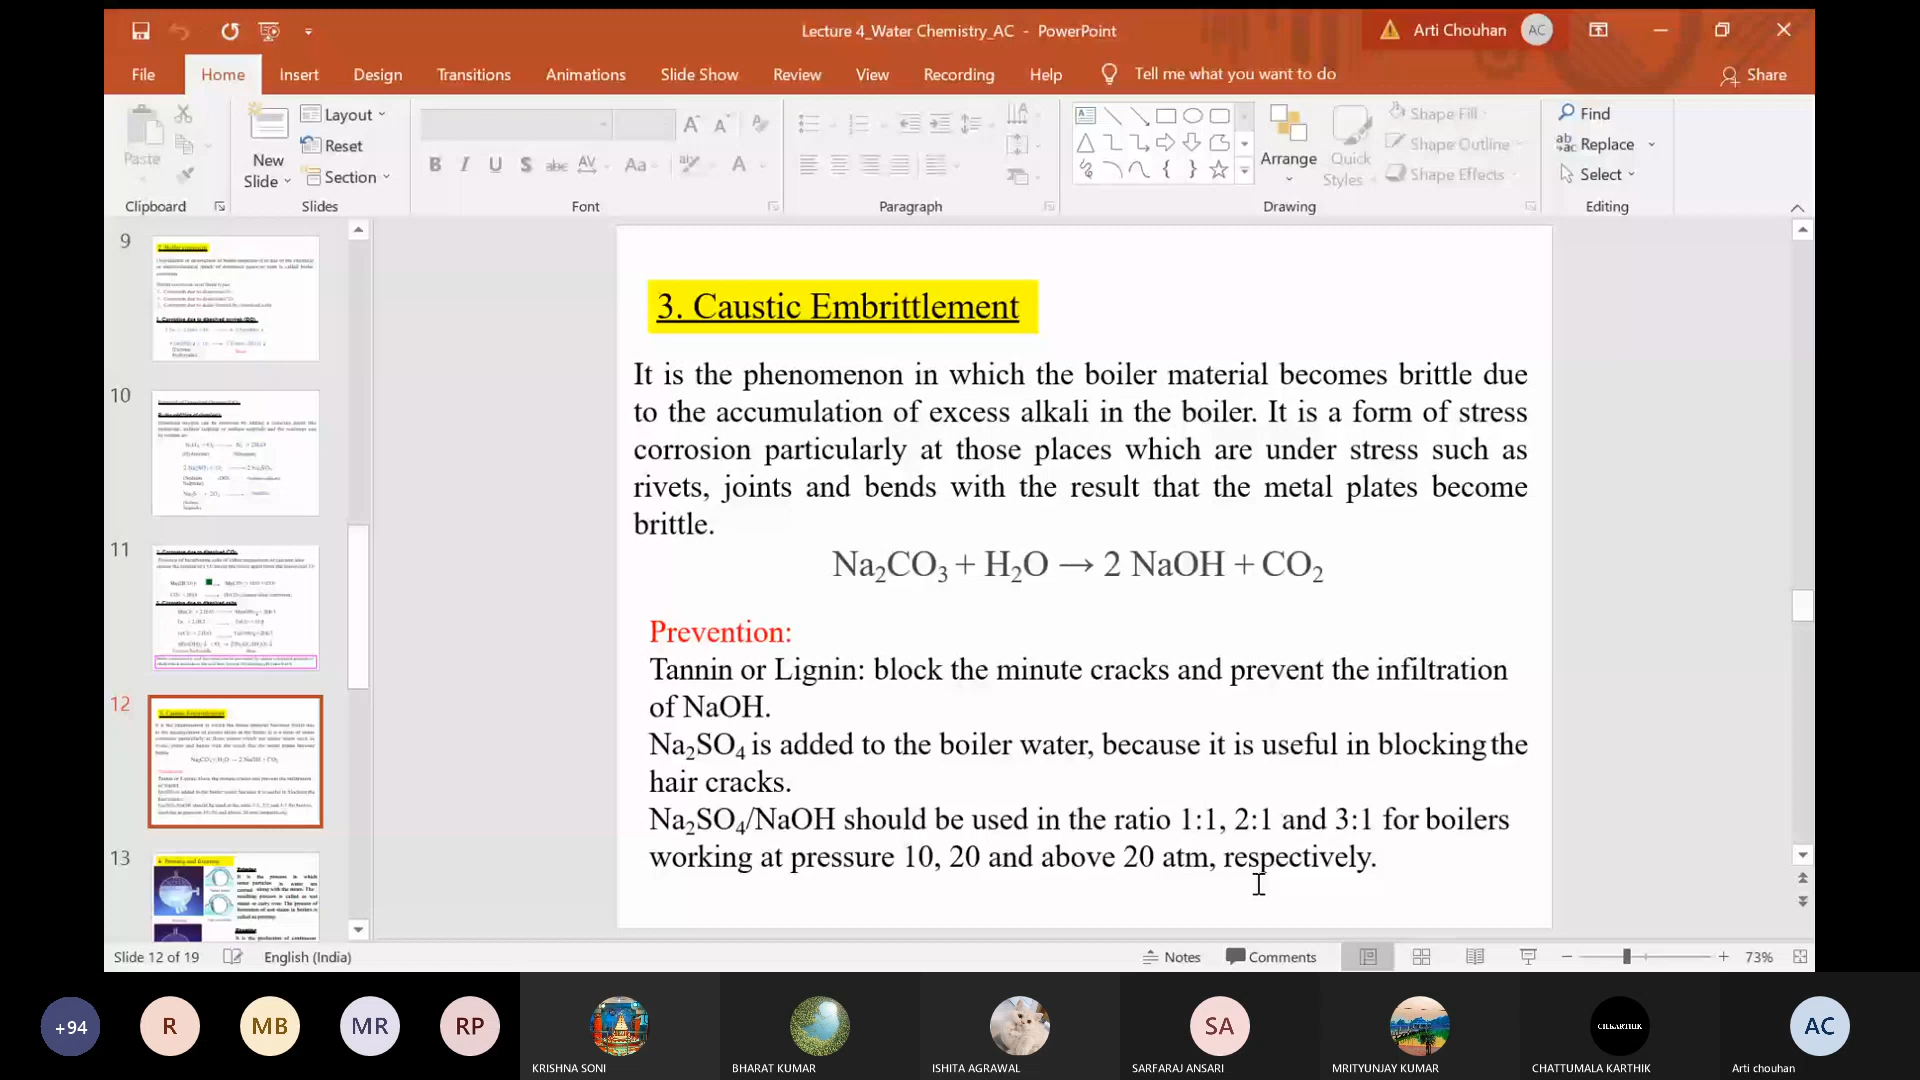 Lecture 4_Water Chemistry_AC - PowerPoint
Arti Chouhan
AC
File Home Insert Design Transitions Animations Slide Show Review View Recording Help Tell me what you want to do
Share
Paste
New Slide
Layout
Reset
Section
Shape Fill
Shape Outline
Shape Effects
Arrange
Quick Styles
Find
Replace
Select
Clipboard Slides Font Paragraph Drawing Editing
9
10
11
12
13
3. Caustic Embrittlement
It is the phenomenon in which the boiler material becomes brittle due
to the accumulation of excess alkali in the boiler. It is a form of stress
corrosion particularly at those places which are under stress such as
rivets, joints and bends with the result that the metal plates become
brittle.
Na₂CO₃ + H₂O → 2 NaOH + CO₂
Prevention:
Tannin or Lignin: block the minute cracks and prevent the infiltration
of NaOH.
Na₂SO₄ is added to the boiler water, because it is useful in blocking the
hair cracks.
Na₂SO₄/NaOH should be used in the ratio 1:1, 2:1 and 3:1 for boilers
working at pressure 10, 20 and above 20 atm, respectively.
Slide 12 of 19 English (India) Notes Comments 73%
+94 R MB MR RP SA CH.KARTHIK AC
KRISHNA SONI BHARAT KUMAR ISHITA AGRAWAL SARFARAJ ANSARI MRITYUNJAY KUMAR CHATTUMALA KARTHIK Arti chouhan